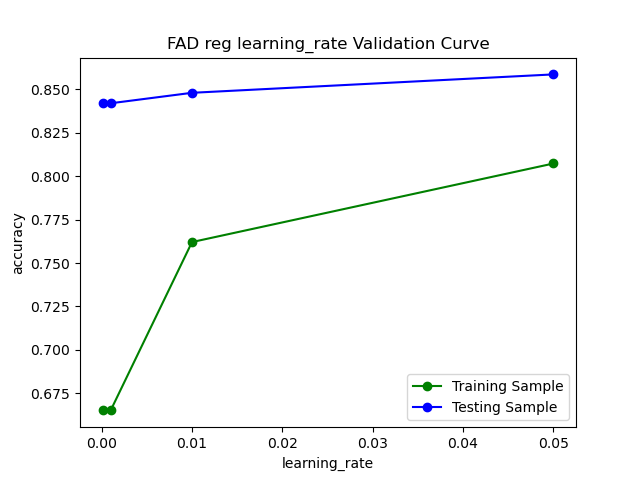 FAD reg learning_rate Validation Curve
accuracy
0.850
0.825
0.800
0.775
0.750
0.725
0.700
0.675
0.00 0.01 0.02 0.03 0.04 0.05
learning_rate
Training Sample
Testing Sample